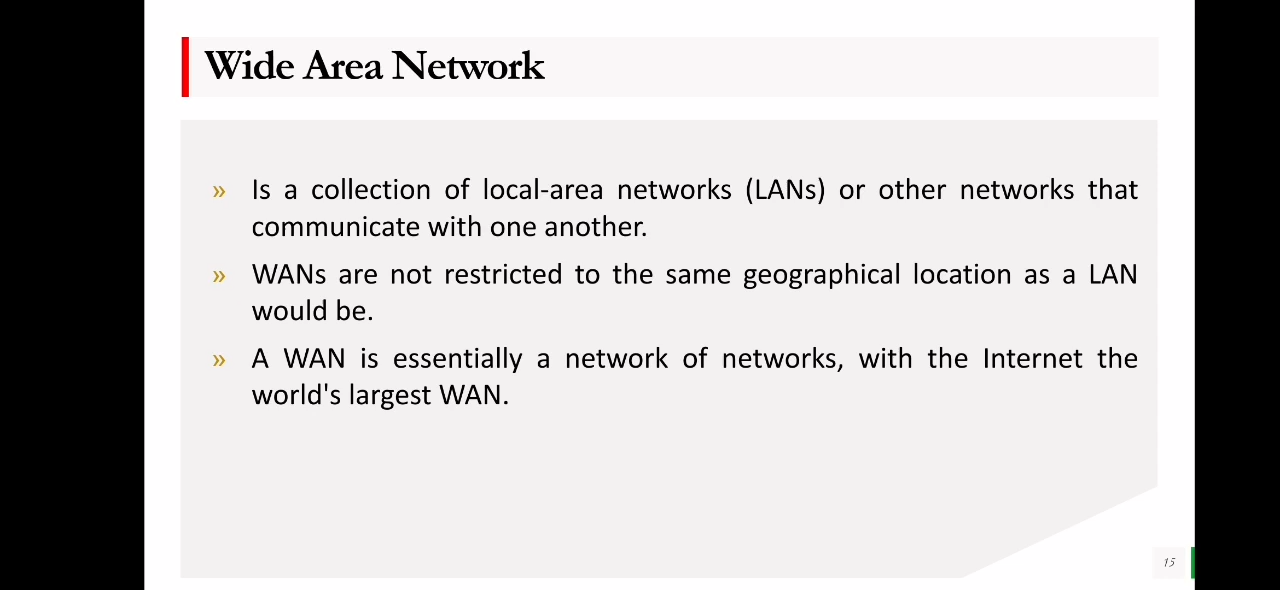 Wide Area Network
» Is a collection of local-area networks (LANs) or other networks that
communicate with one another.
» WANs are not restricted to the same geographical location as a LAN
would be.
» A WAN is essentially a network of networks, with the Internet the
world's largest WAN.
15